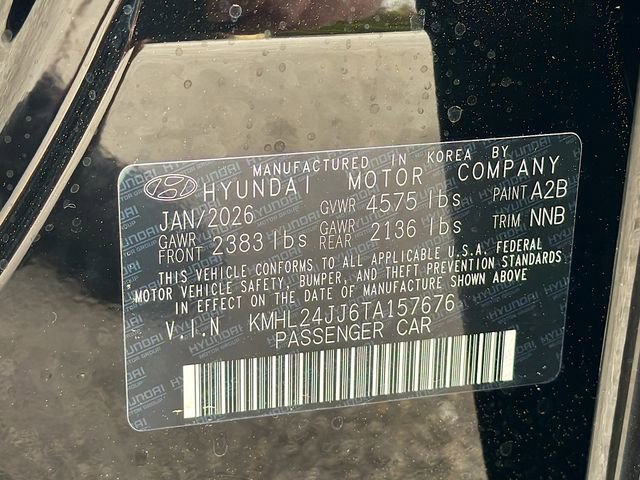 MANUFACTURED IN KOREA BY
HYUNDAI MOTOR COMPANY
JAN/2026 GVWR 4575 lbs PAINT A2B
GAWR FRONT 2383 lbs GAWR REAR 2136 lbs TRIM NNB
THIS VEHICLE CONFORMS TO ALL APPLICABLE U.S.A. FEDERAL
MOTOR VEHICLE SAFETY, BUMPER, AND THEFT PREVENTION STANDARDS
IN EFFECT ON THE DATE OF MANUFACTURE SHOWN ABOVE
V.I.N KMHL24JJ6TA157676
PASSENGER CAR